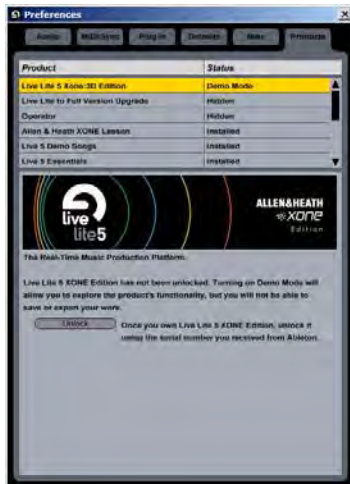 Preferences
Audio MIDI/Sync Plug-In Defaults Misc Products
Product Status
Live Lite 5 Xone:3D Edition Demo Mode
Live Lite to Full Version Upgrade Hidden
Operator Hidden
Allen & Heath XONE Lesson Installed
Live 5 Demo Songs Installed
Live 5 Essentials Installed
live
lite5
ALLEN&HEATH
XONE
Edition
The Real-Time Music Production Platform.
Live Lite 5 XONE Edition has not been unlocked. Turning on Demo Mode will
allow you to explore the product's functionality, but you will not be able to
save or export your work.
Unlock
Once you own Live Lite 5 XONE Edition, unlock it
using the serial number you received from Ableton.